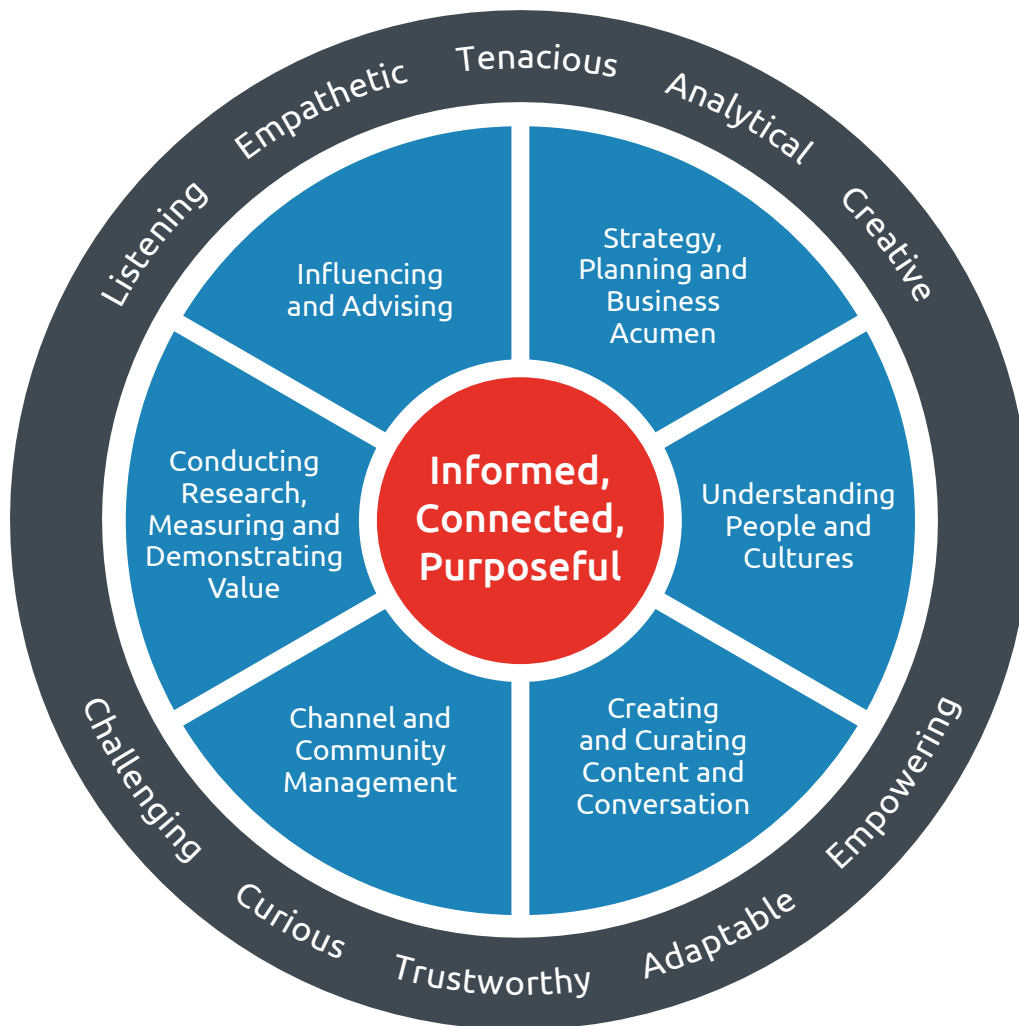 Listening
Empathetic
Tenacious
Analytical
Creative
Influencing
and Advising
Strategy,
Planning and
Business
Acumen
Conducting
Research,
Measuring and
Demonstrating
Value
Informed,
Connected,
Purposeful
Understanding
People and
Cultures
Channel and
Community
Management
Creating
and Curating
Content and
Conversation
Challenging
Curious
Trustworthy
Adaptable
Empowering